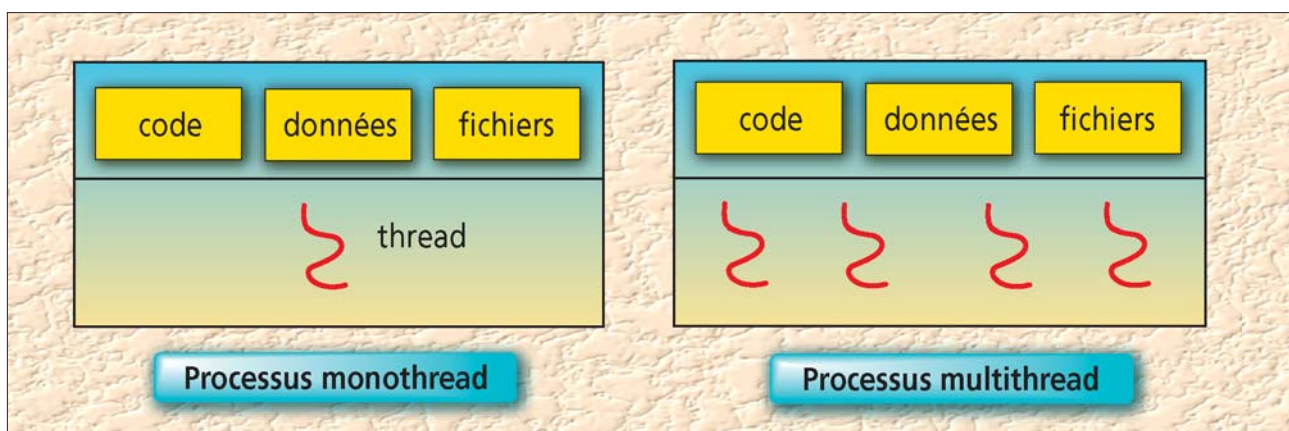 code données fichiers
thread
Processus monothread
code données fichiers
Processus multithread